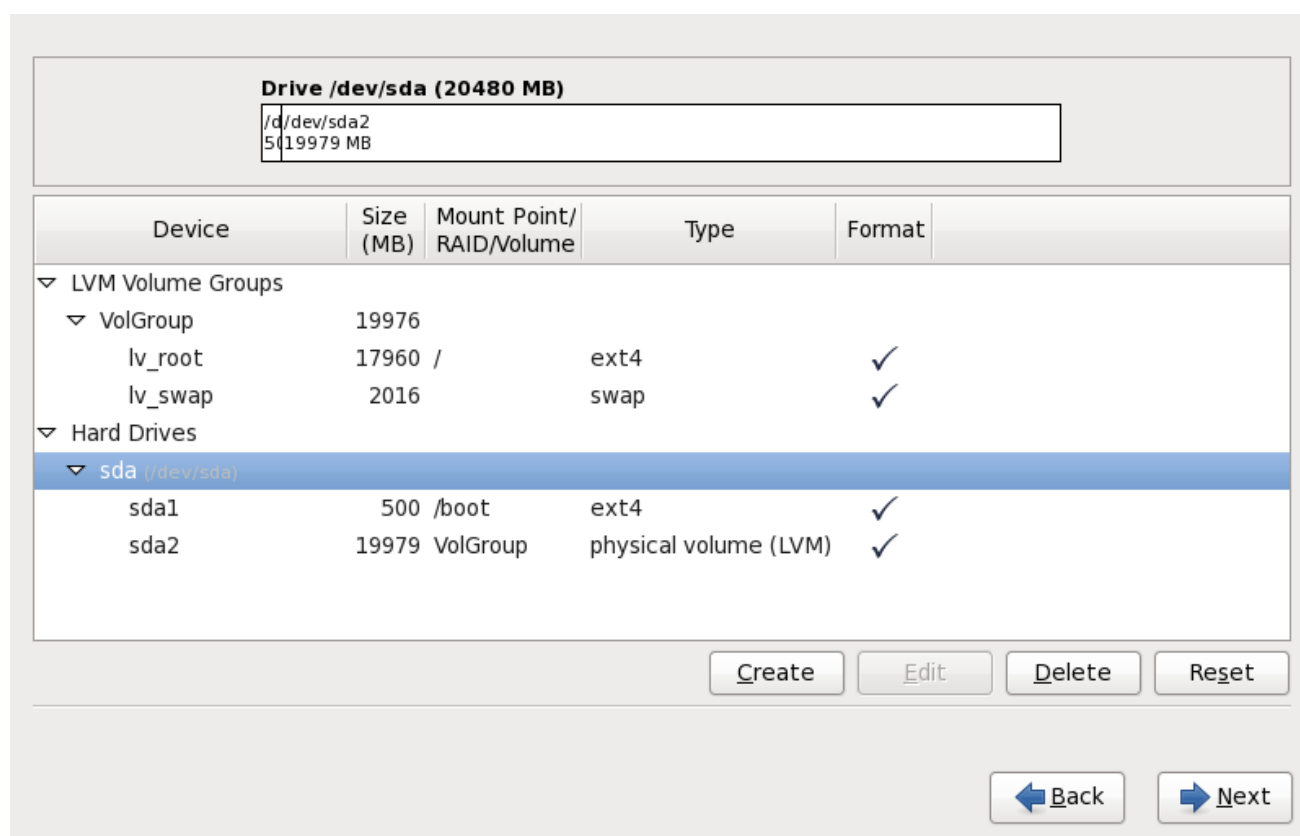 Drive /dev/sda (20480 MB)
/d/dev/sda2
50 19979 MB
Device Size (MB) Mount Point/ RAID/Volume Type Format
LVM Volume Groups
VolGroup 19976
lv_root 17960 / ext4
lv_swap 2016 swap
Hard Drives
sda (/dev/sda)
sda1 500 /boot ext4
sda2 19979 VolGroup physical volume (LVM)
Create Edit Delete Reset
Back Next